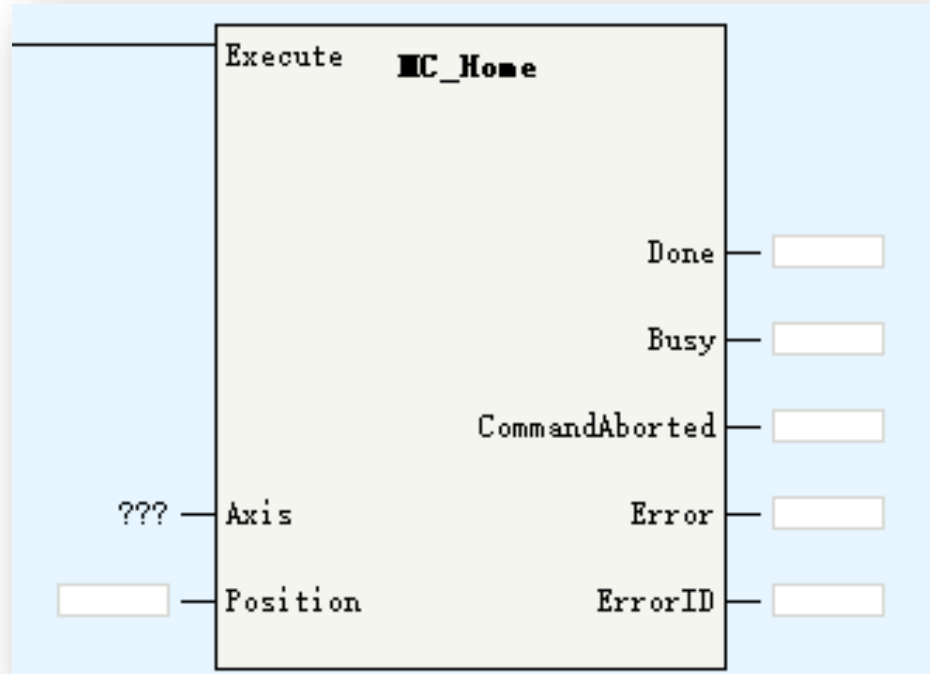 Execute
MC_Home
Done
Busy
CommandAborted
??? Axis
Error
Position
ErrorID